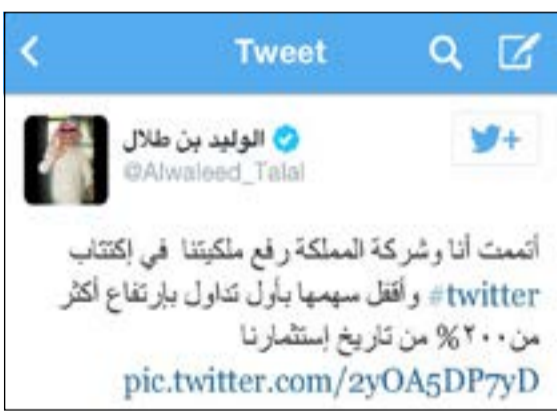 Tweet
الوليد بن طلال
@Alwaleed_Talal
أتممت أنا وشركة المملكة رفع ملكيتنا في إكتتاب
#twitter وأقفل سهمها بأول تداول بإرتفاع أكثر
من ٢٠٠% من تاريخ إستثمارنا
pic.twitter.com/2yOA5DP7yD